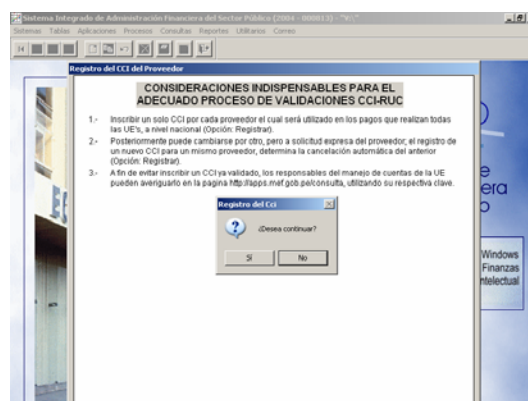 Sistema Integrado de Administración Financiera del Sector Público (2004 - 000813) - "V:\"
Sistemas Tablas Aplicaciones Procesos Consultas Reportes Utilitarios Correo
Registro del CCI del Proveedor
CONSIDERACIONES INDISPENSABLES PARA EL
ADECUADO PROCESO DE VALIDACIONES CCI-RUC
1.- Inscribir un solo CCI por cada proveedor el cual será utilizado en los pagos que realizan todas
las UE's, a nivel nacional (Opción: Registrar).
2.- Posteriormente puede cambiarse por otro, pero a solicitud expresa del proveedor; el registro de
un nuevo CCI para un mismo proveedor, determina la cancelación automática del anterior
(Opción: Registrar).
3.- A fin de evitar inscribir un CCI ya validado, los responsables del manejo de cuentas de la UE
pueden averiguarlo en la pagina http://apps.mef.gob.pe/consulta, utilizando su respectiva clave.
Registro del Cci
¿Desea continuar?
Sí No
era
Windows
Finanzas
ntelectual